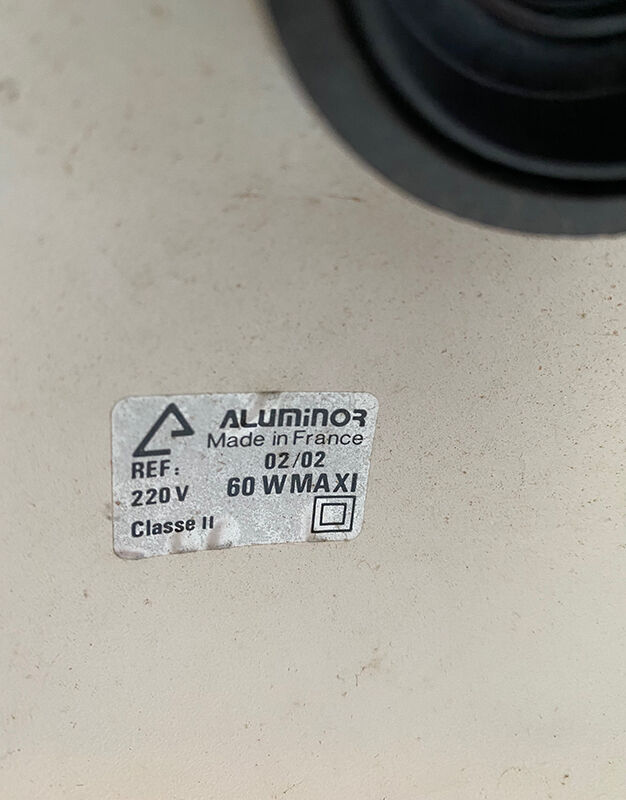 ALUMINOR
Made in France
REF: 02/02
220 V 60 W MAXI
Classe II